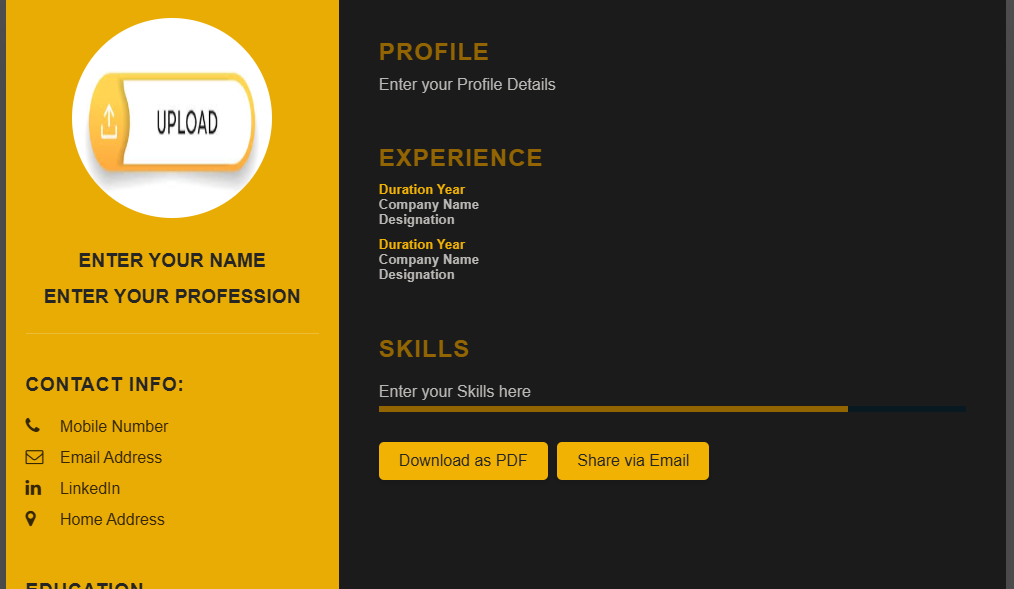 UPLOAD
ENTER YOUR NAME
ENTER YOUR PROFESSION
CONTACT INFO:
Mobile Number
Email Address
LinkedIn
Home Address
EDUCATION
PROFILE
Enter your Profile Details
EXPERIENCE
Duration Year
Company Name
Designation
Duration Year
Company Name
Designation
SKILLS
Enter your Skills here
Download as PDF
Share via Email